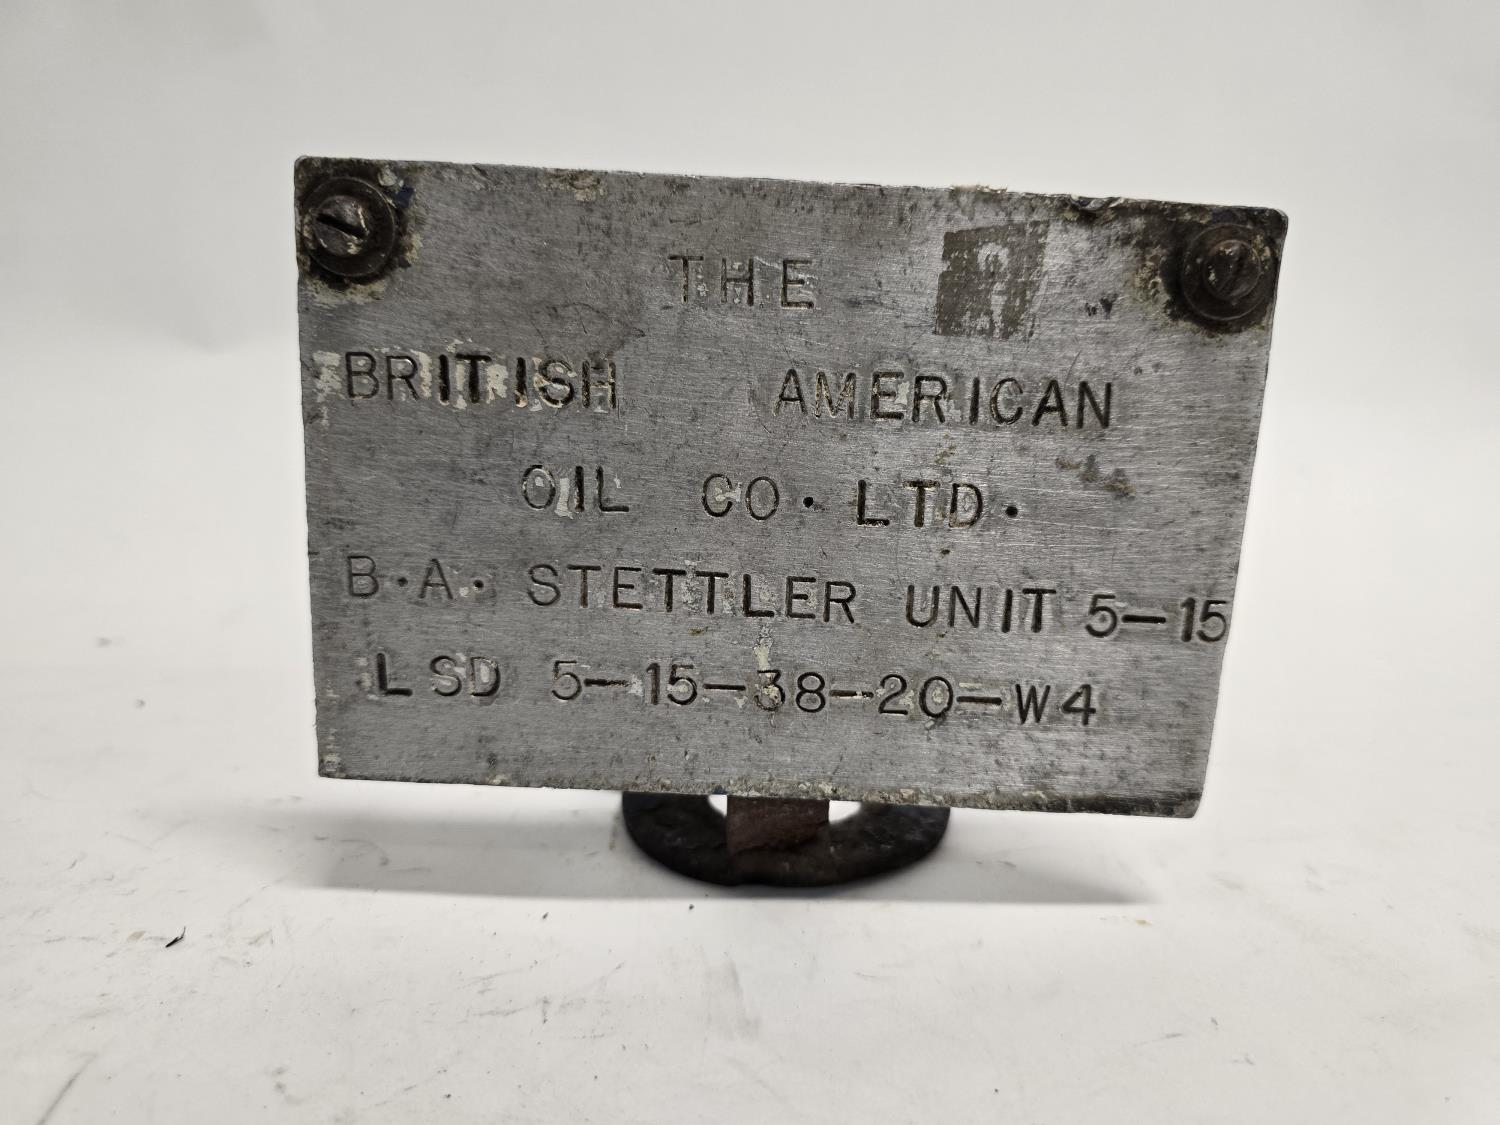 THE
BRITISH AMERICAN
OIL CO. LTD.
B.A. STETTLER UNIT 5-15
LSD 5-15-38-20-W4